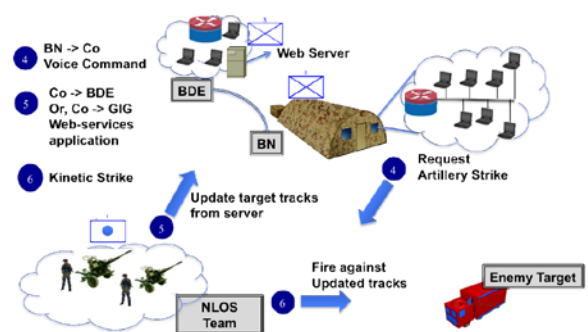 4 BN -> Co
Voice Command
5 Co -> BDE
Or, Co -> GIG
Web-services
application
6 Kinetic Strike
Web Server
BDE
BN
4 Request
Artillery Strike
Update target tracks
from server
5
NLOS
Team
6
Fire against
Updated tracks
Enemy Target